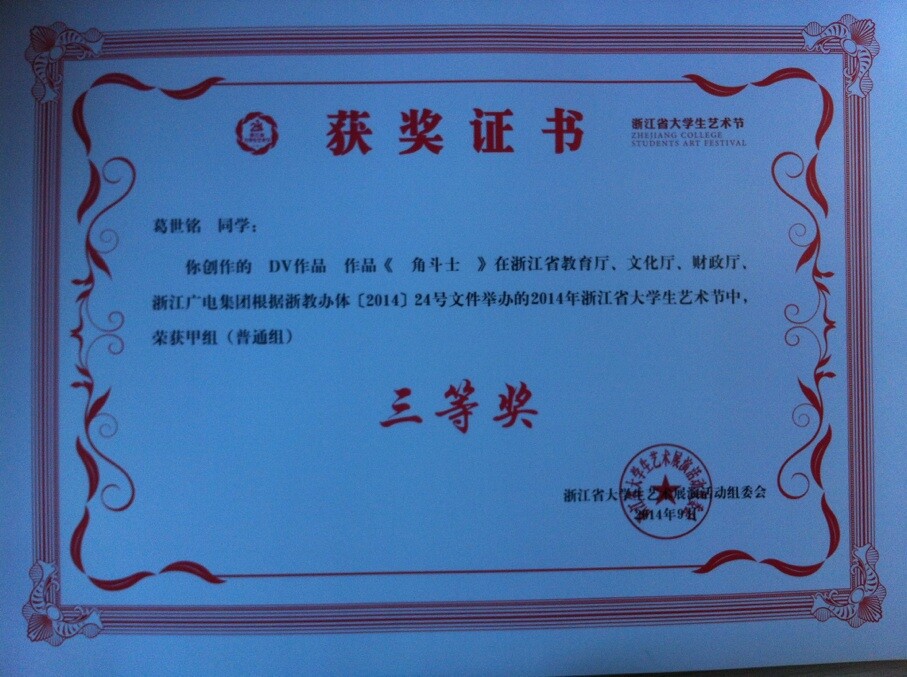 获奖证书
浙江省大学生艺术节
ZHEJIANG COLLEGE
STUDENTS ART FESTIVAL
葛世铭 同学：
你创作的 DV作品 作品《 角斗士 》在浙江省教育厅、文化厅、财政厅、
浙江广电集团根据浙教办体〔2014〕24号文件举办的2014年浙江省大学生艺术节中，
荣获甲组（普通组）
三等奖
浙江省大学生艺术展演活动组委会
2014年9月